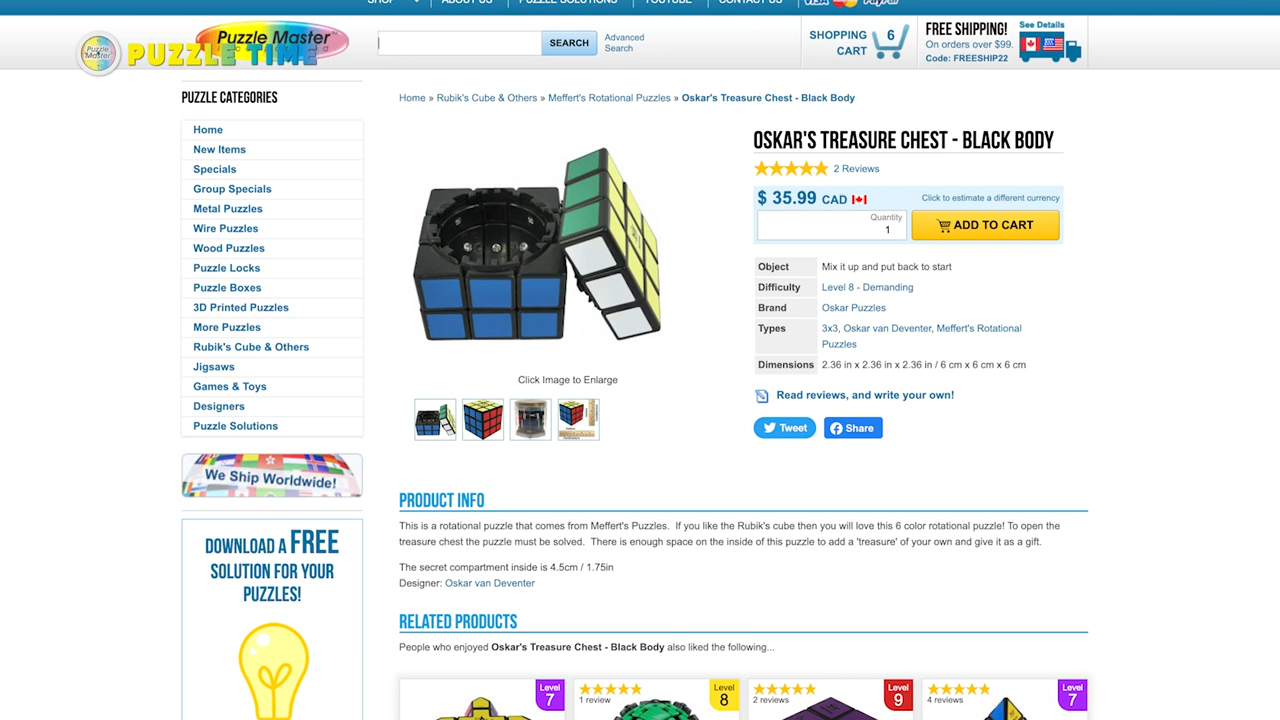 SHOP
ABOUT US
PUZZLE SOLUTIONS
YOUTUBE
CONTACT US
VISA
PayPal
Puzzle Master
PUZZLE TIME
Puzzle Master
SEARCH
Advanced
Search
SHOPPING
CART
6
FREE SHIPPING!
On orders over $99.
Code: FREESHIP22
See Details
PUZZLE CATEGORIES
Home
New Items
Specials
Group Specials
Metal Puzzles
Wire Puzzles
Wood Puzzles
Puzzle Locks
Puzzle Boxes
3D Printed Puzzles
More Puzzles
Rubik's Cube & Others
Jigsaws
Games & Toys
Designers
Puzzle Solutions
We Ship Worldwide!
DOWNLOAD A FREE
SOLUTION FOR YOUR
PUZZLES!
Home » Rubik's Cube & Others » Meffert's Rotational Puzzles » Oskar's Treasure Chest - Black Body
Click Image to Enlarge
OSKAR'S TREASURE CHEST - BLACK BODY
2 Reviews
$ 35.99 CAD
Click to estimate a different currency
Quantity
1
ADD TO CART
Object Mix it up and put back to start
Difficulty Level 8 - Demanding
Brand Oskar Puzzles
Types 3x3, Oskar van Deventer, Meffert's Rotational
Puzzles
Dimensions 2.36 in x 2.36 in x 2.36 in / 6 cm x 6 cm x 6 cm
Read reviews, and write your own!
Tweet
Share
PRODUCT INFO
This is a rotational puzzle that comes from Meffert's Puzzles. If you like the Rubik's cube then you will love this 6 color rotational puzzle! To open the
treasure chest the puzzle must be solved. There is enough space on the inside of this puzzle to add a 'treasure' of your own and give it as a gift.
The secret compartment inside is 4.5cm / 1.75in
Designer: Oskar van Deventer
RELATED PRODUCTS
People who enjoyed Oskar's Treasure Chest - Black Body also liked the following...
Level
7
1 review
Level
8
2 reviews
Level
9
4 reviews
Level
7